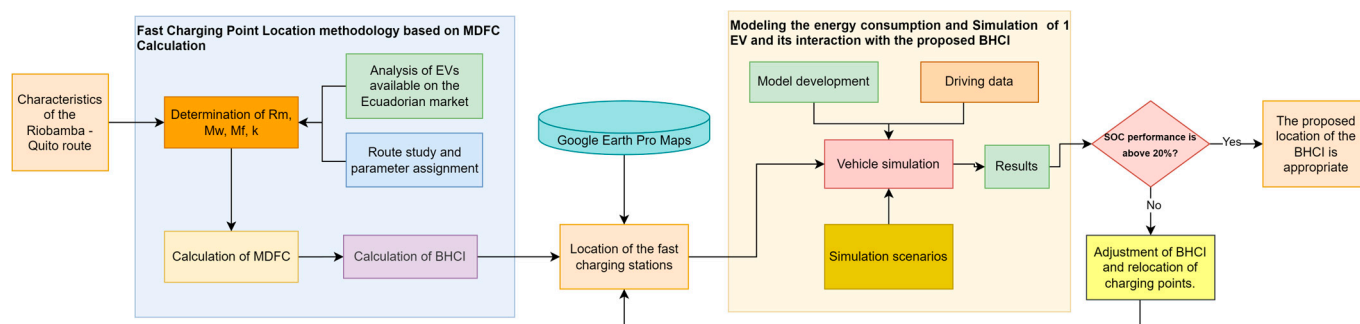 Fast Charging Point Location methodology based on MDFC
Calculation
Characteristics
of the
Riobamba -
Quito route
Determination of Rm,
Mw, Mf, k
Analysis of EVs
available on the
Ecuadorian market
Route study and
parameter assignment
Calculation of MDFC
Calculation of BHCI
Google Earth Pro Maps
Location of the fast
charging stations
Modeling the energy consumption and Simulation of 1
EV and its interaction with the proposed BHCI
Model development
Driving data
Vehicle simulation
Results
Simulation scenarios
SOC performance is
above 20%?
Yes
The proposed
location of the
BHCI is
appropriate
No
Adjustment of BHCI
and relocation of
charging points.